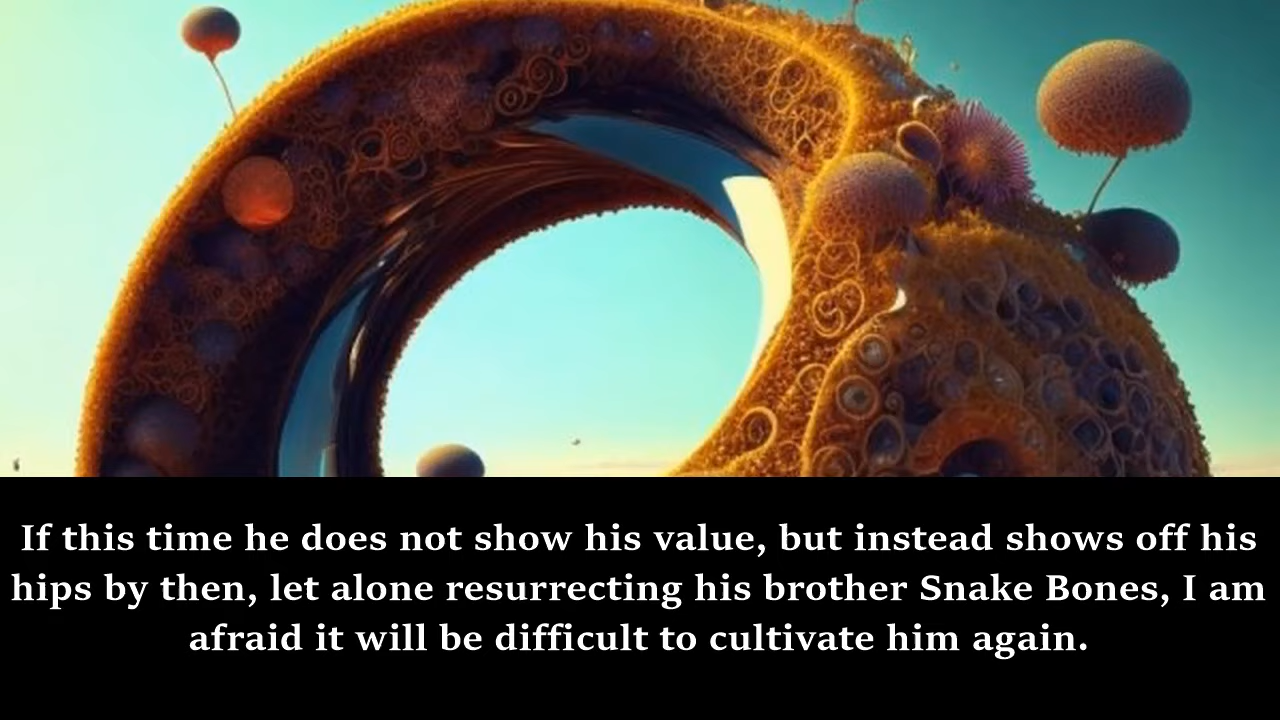 If this time he does not show his value, but instead shows off his
hips by then, let alone resurrecting his brother Snake Bones, I am
afraid it will be difficult to cultivate him again.